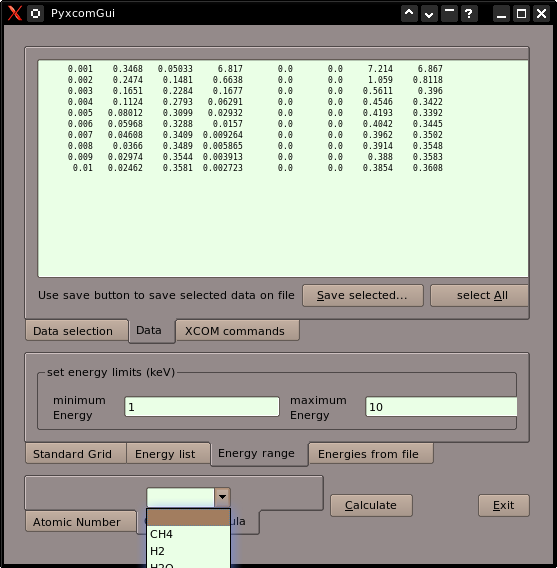 PyxcomGui
0.001 0.3468 0.05033 6.817 0.0 0.0 7.214 6.867
0.002 0.2474 0.1481 0.6638 0.0 0.0 1.059 0.8118
0.003 0.1651 0.2284 0.1677 0.0 0.0 0.5611 0.396
0.004 0.1124 0.2793 0.06291 0.0 0.0 0.4546 0.3422
0.005 0.08012 0.3099 0.02932 0.0 0.0 0.4193 0.3392
0.006 0.05968 0.3288 0.0157 0.0 0.0 0.4042 0.3445
0.007 0.04608 0.3409 0.009264 0.0 0.0 0.3962 0.3502
0.008 0.0366 0.3489 0.005865 0.0 0.0 0.3914 0.3548
0.009 0.02974 0.3544 0.003913 0.0 0.0 0.388 0.3583
0.01 0.02462 0.3581 0.002723 0.0 0.0 0.3854 0.3608
Use save button to save selected data on file Save selected... select All
Data selection Data XCOM commands
set energy limits (keV)
minimum Energy 1 maximum Energy 10
Standard Grid Energy list Energy range Energies from file
Calculate Exit
Atomic Number
CH4
H2
H2O